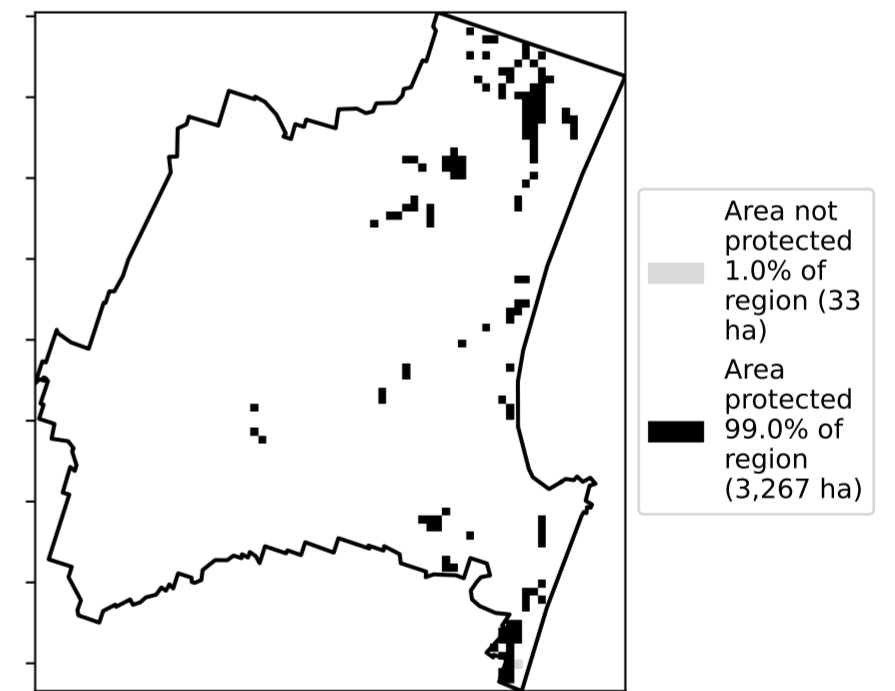 Area not
protected
1.0% of
region (33
ha)
Area
protected
99.0% of
region
(3,267 ha)